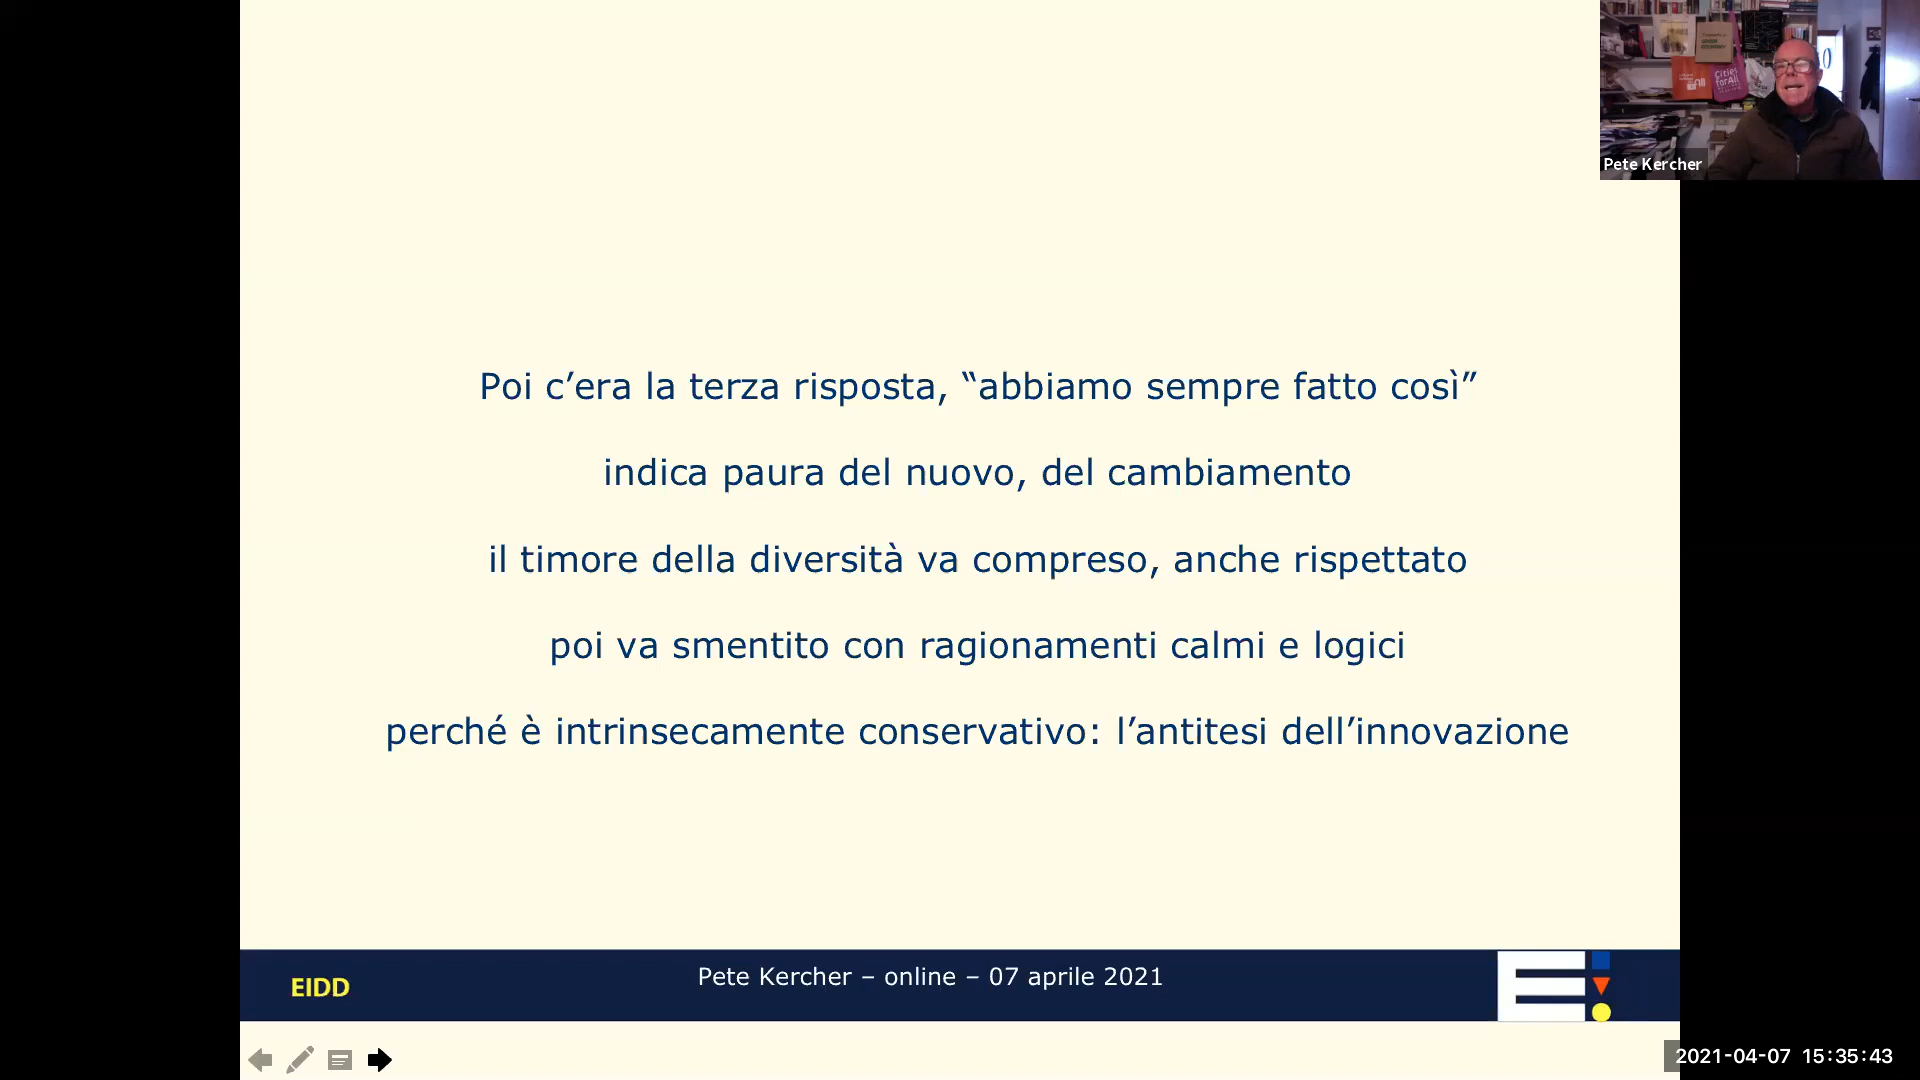 Cities
forAll
Pete Kercher
Poi c’era la terza risposta, “abbiamo sempre fatto così”
indica paura del nuovo, del cambiamento
il timore della diversità va compreso, anche rispettato
poi va smentito con ragionamenti calmi e logici
perché è intrinsecamente conservativo: l’antitesi dell’innovazione
EIDD
Pete Kercher – online – 07 aprile 2021
2021-04-07 15:35:43